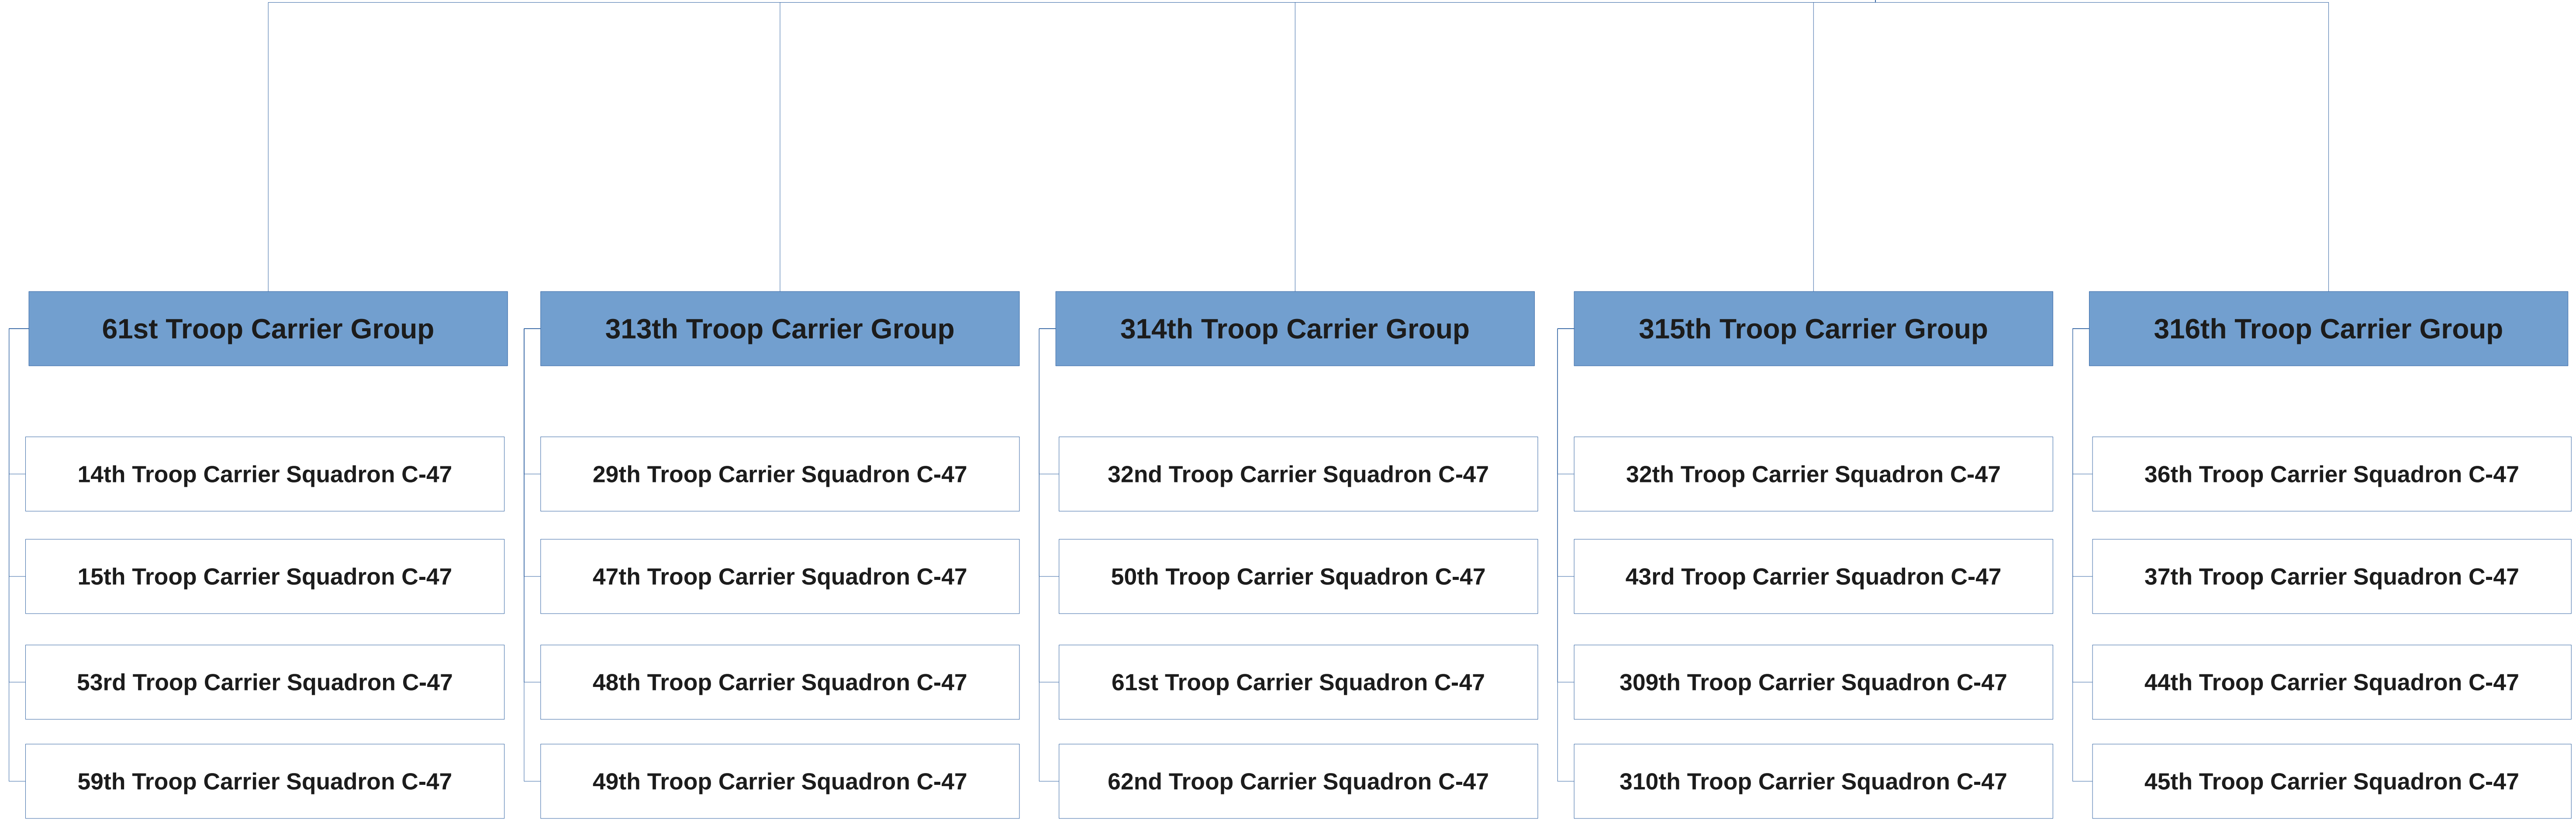 61st Troop Carrier Group
313th Troop Carrier Group
314th Troop Carrier Group
315th Troop Carrier Group
316th Troop Carrier Group
14th Troop Carrier Squadron C-47
29th Troop Carrier Squadron C-47
32nd Troop Carrier Squadron C-47
32th Troop Carrier Squadron C-47
36th Troop Carrier Squadron C-47
15th Troop Carrier Squadron C-47
47th Troop Carrier Squadron C-47
50th Troop Carrier Squadron C-47
43rd Troop Carrier Squadron C-47
37th Troop Carrier Squadron C-47
53rd Troop Carrier Squadron C-47
48th Troop Carrier Squadron C-47
61st Troop Carrier Squadron C-47
309th Troop Carrier Squadron C-47
44th Troop Carrier Squadron C-47
59th Troop Carrier Squadron C-47
49th Troop Carrier Squadron C-47
62nd Troop Carrier Squadron C-47
310th Troop Carrier Squadron C-47
45th Troop Carrier Squadron C-47